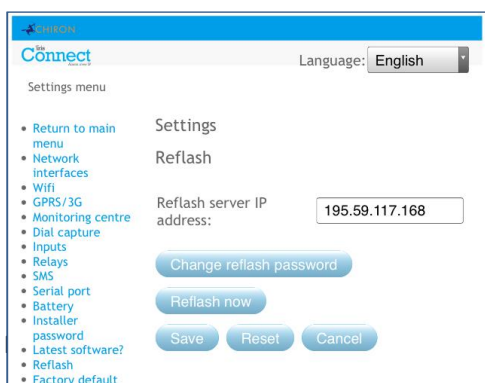 CHIRON
Iris
Connect
Language: English
Settings menu
Return to main
menu
Network
interfaces
Wifi
GPRS/3G
Monitoring centre
Dial capture
Inputs
Relays
SMS
Serial port
Battery
Installer
password
Latest software?
Reflash
Factory default
Settings
Reflash
Reflash server IP
address:
195.59.117.168
Change reflash password
Reflash now
Save Reset Cancel